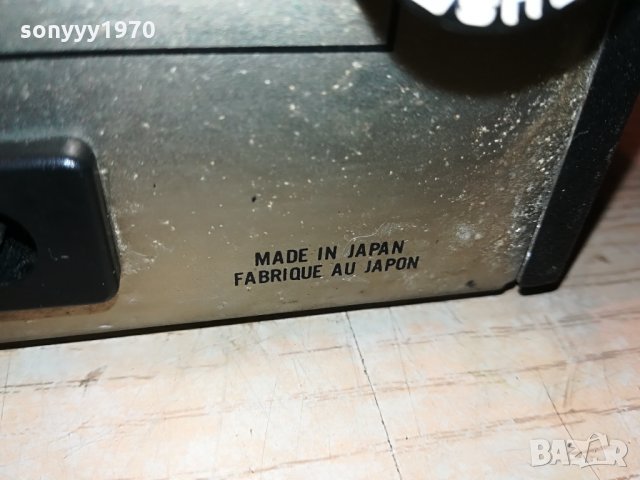 sonyyy1970
MADE IN JAPAN
FABRIQUE AU JAPON
BAZAR